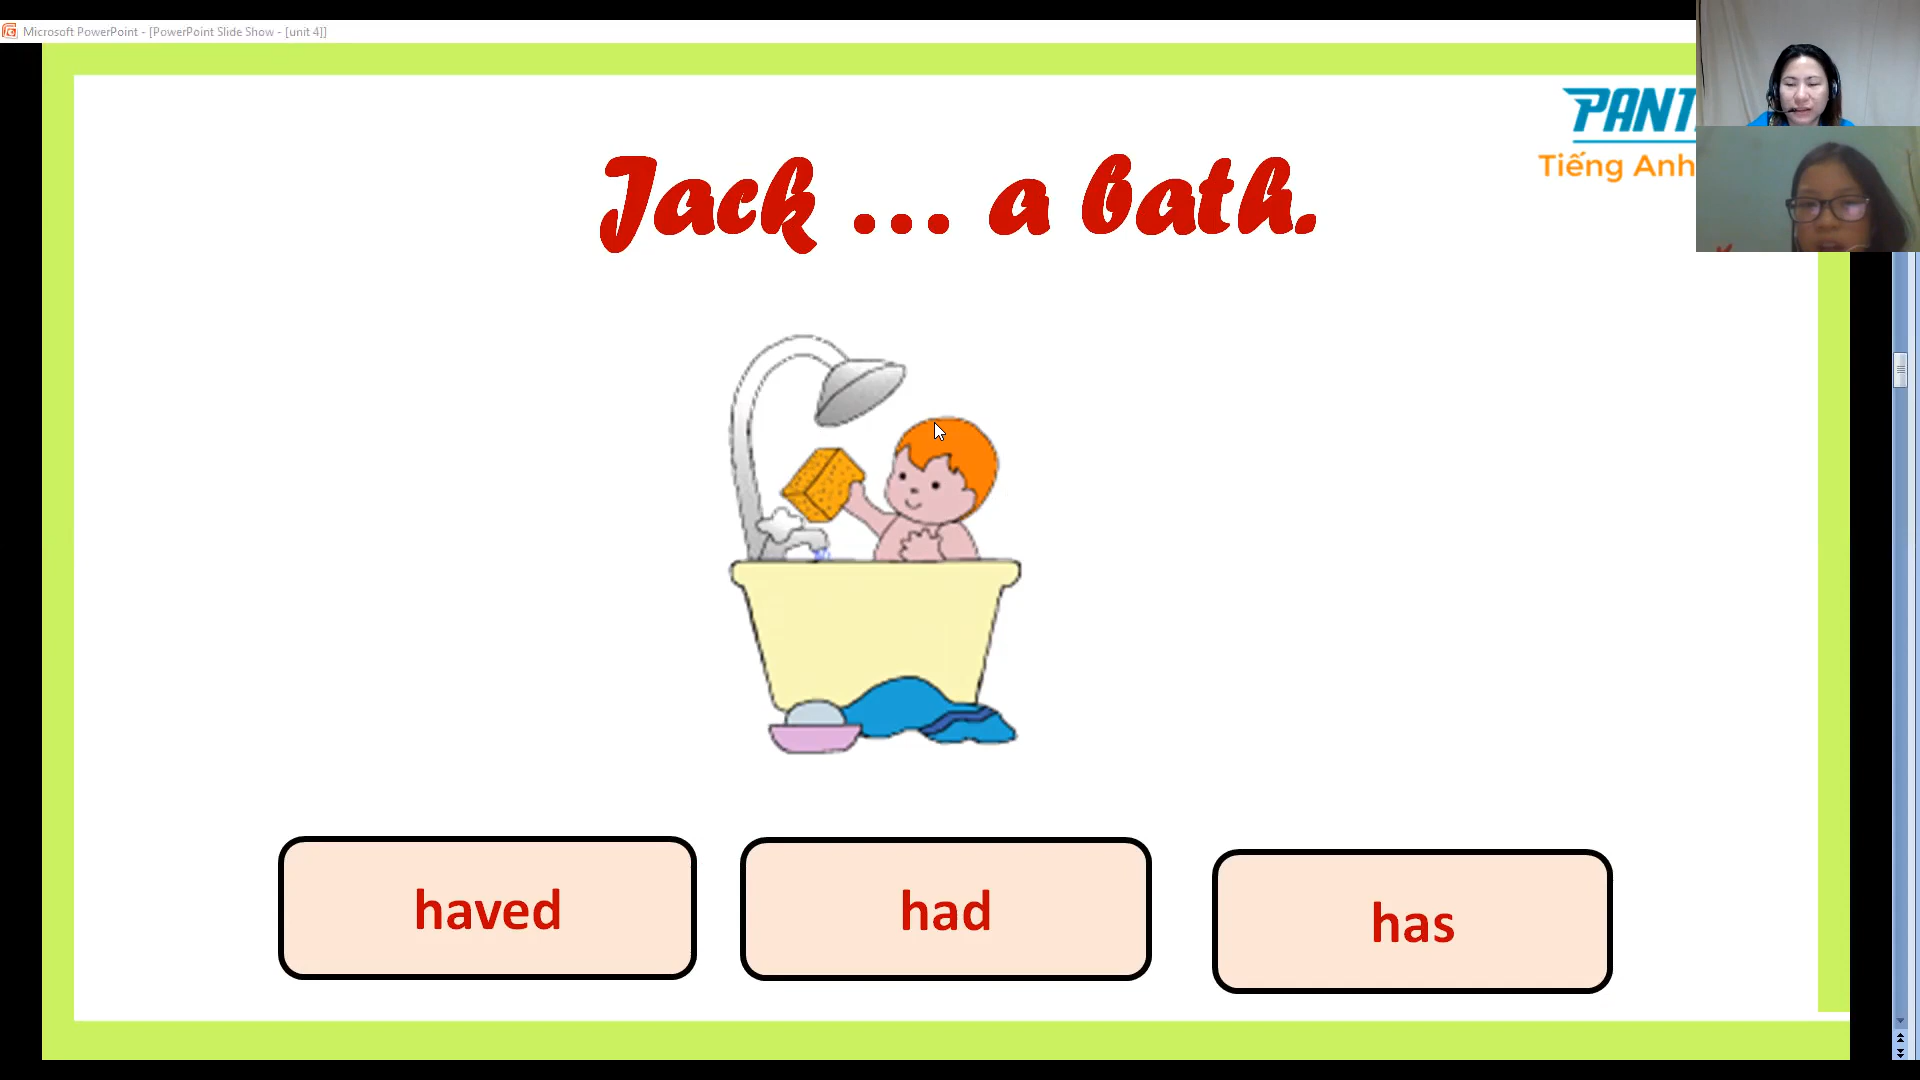 Microsoft PowerPoint - [PowerPoint Slide Show - [unit 4]]
PANT
Tiếng Anh
Jack ... a bath.
haved
had
has